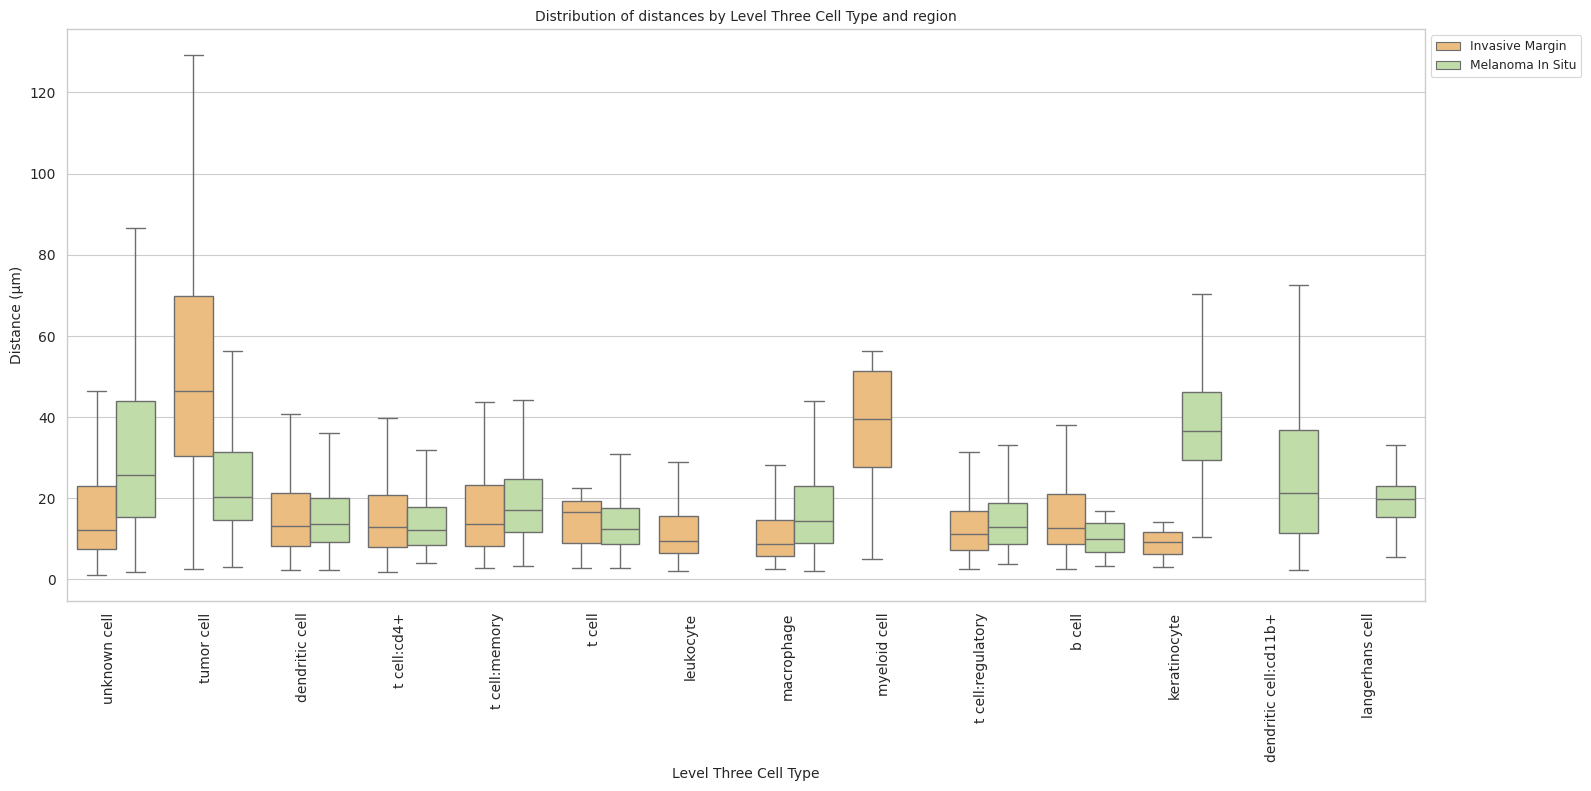 Distribution of distances by Level Three Cell Type and region
Invasive Margin
Melanoma In Situ
Distance (μm)
120
100
80
60
40
20
0
unknown cell
tumor cell
dendritic cell
t cell:cd4+
t cell:memory
t cell
leukocyte
macrophage
myeloid cell
t cell:regulatory
b cell
keratinocyte
dendritic cell:cd11b+
langerhans cell
Level Three Cell Type